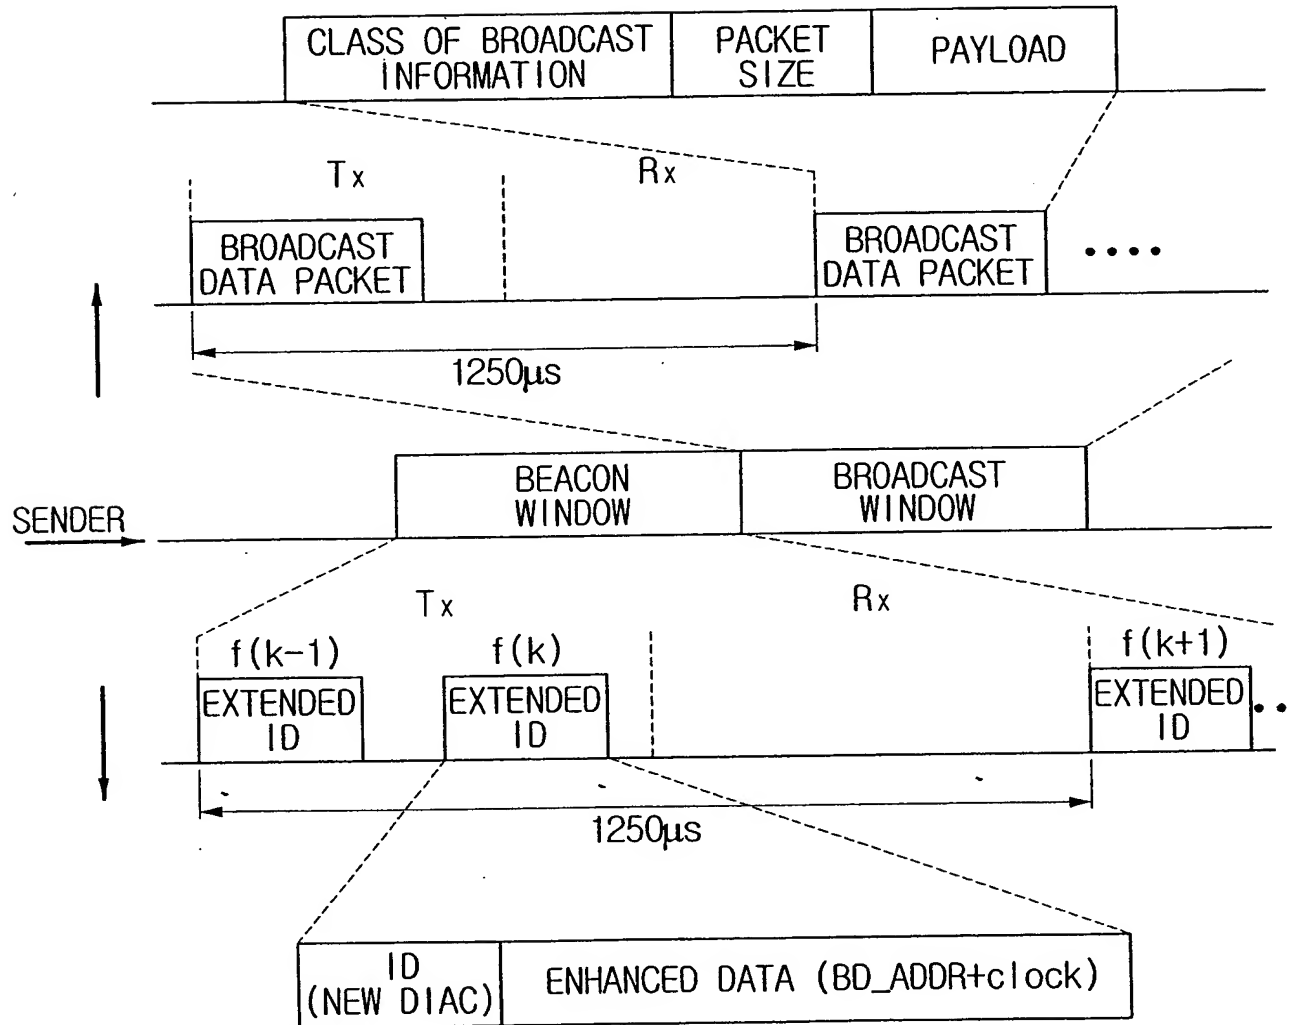 CLASS OF BROADCAST INFORMATION
PACKET SIZE
PAYLOAD
Tx
Rx
BROADCAST DATA PACKET
BROADCAST DATA PACKET
1250μs
BEACON WINDOW
BROADCAST WINDOW
SENDER
Tx
Rx
f(k-1)
f(k)
f(k+1)
EXTENDED ID
EXTENDED ID
EXTENDED ID
1250μs
ID (NEW DIAC)
ENHANCED DATA (BD_ADDR+clock)